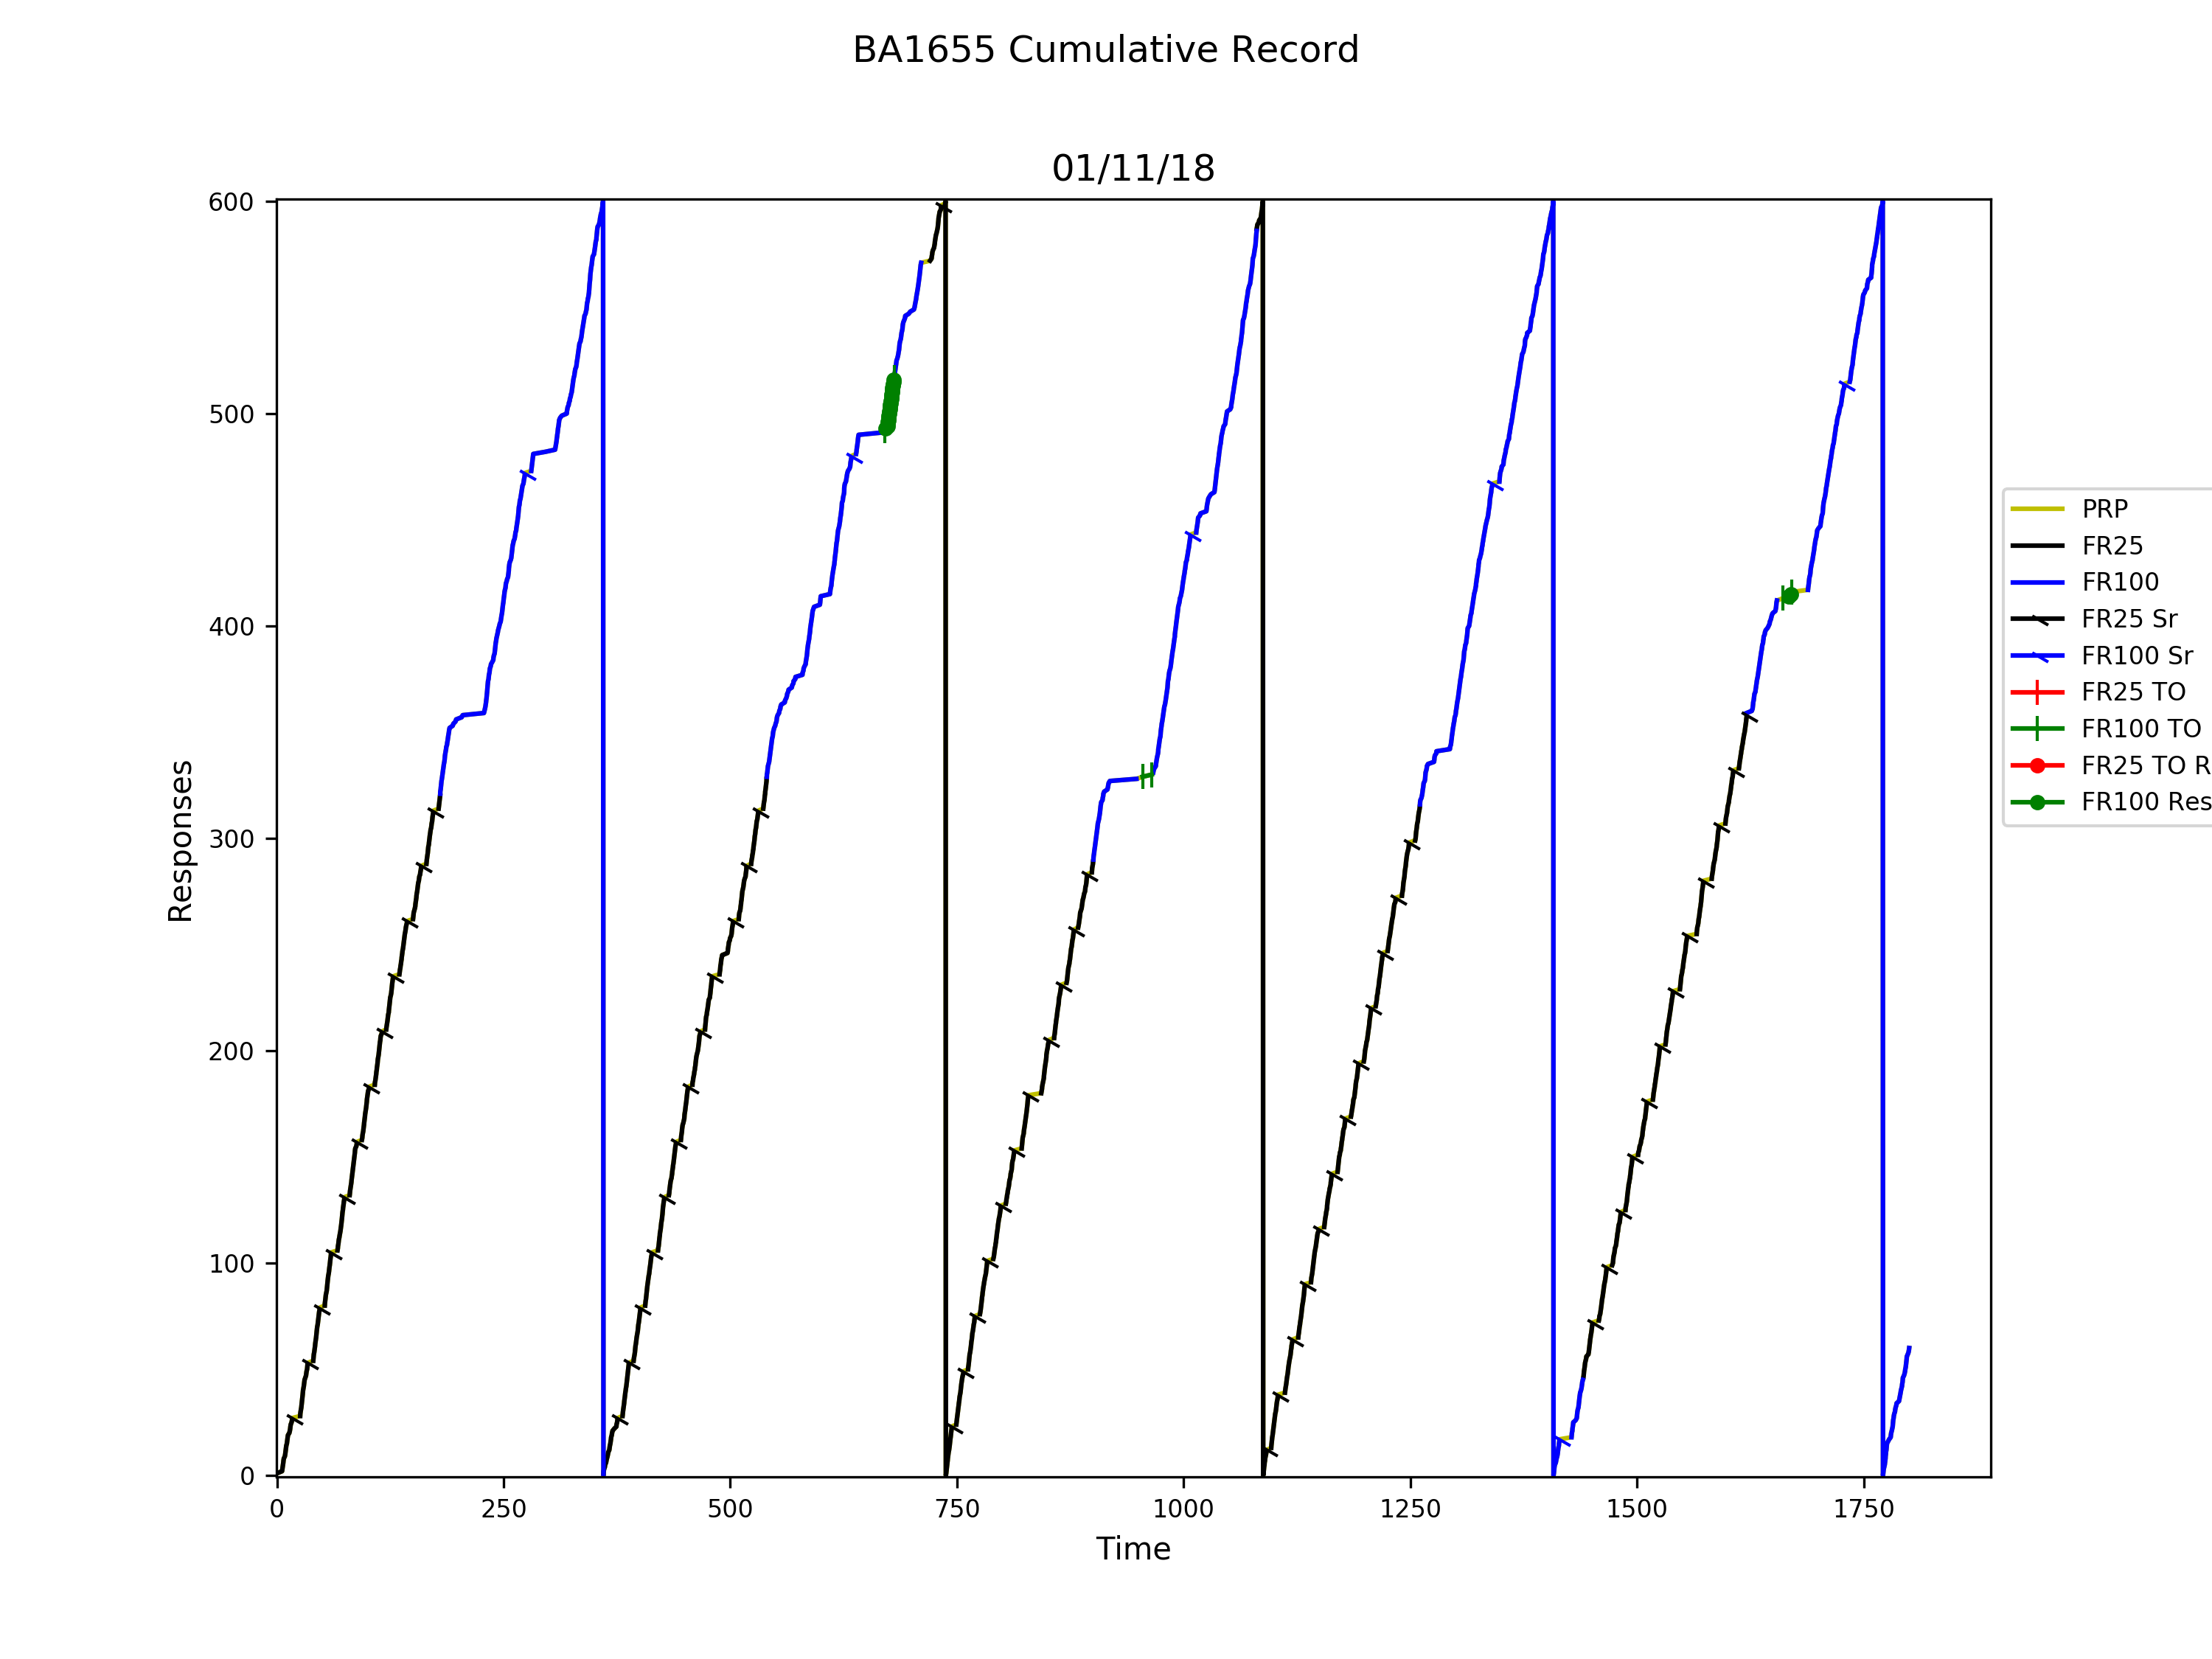 BA1655 Cumulative Record
01/11/18
600
500
400
300
200
100
0
Responses
0 250 500 750 1000 1250 1500 1750
Time
PRP
FR25
FR100
FR25 Sr
FR100 Sr
FR25 TO
FR100 TO
FR25 TO R
FR100 Res